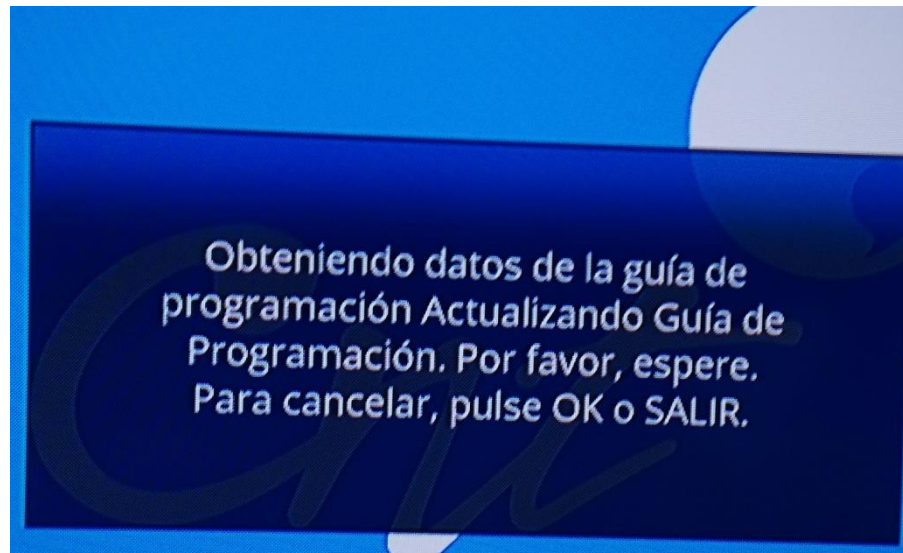 Obteniendo datos de la guía de
programación Actualizando Guía de
Programación. Por favor, espere.
Para cancelar, pulse OK o SALIR.
cnt